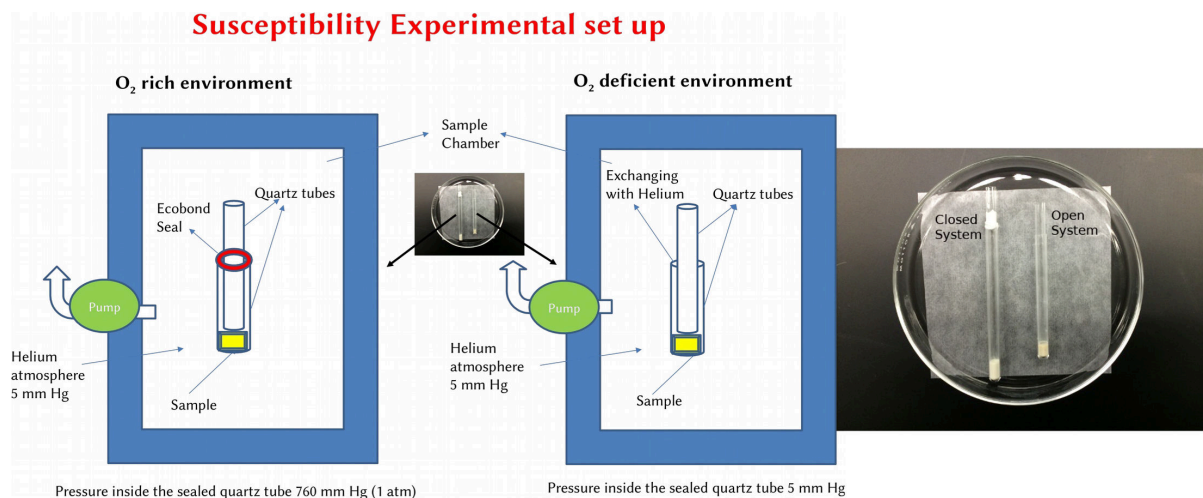 Susceptibility Experimental set up
O₂ rich environment
O₂ deficient environment
Sample
Chamber
Quartz tubes
Ecobond
Seal
Pump
Helium
atmosphere
5 mm Hg
Sample
Pressure inside the sealed quartz tube 760 mm Hg (1 atm)
Exchanging
with Helium
Quartz tubes
Pump
Helium
atmosphere
5 mm Hg
Sample
Pressure inside the sealed quartz tube 5 mm Hg
Closed
System
Open
System